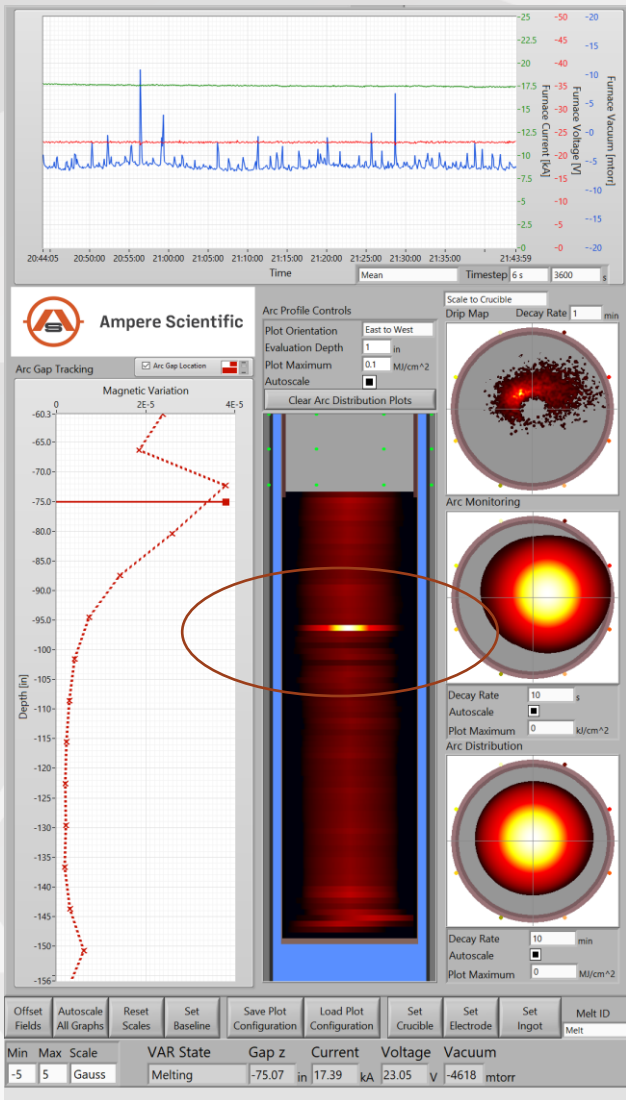 -25 -50 -20
-22.5 -45
-20 -40 -10
-17.5 -35
-15 -30
-12.5 -25 -0
-10 -20 -5
-7.5 -15
-5 -10 -10
-2.5 -5
-0 -0 -20
Furnace Current [kA]
Furnace Voltage [V]
Furnace Vacuum [mtorr]
20:44:05 20:50:00 20:55:00 21:00:00 21:05:00 21:10:00 21:15:00 21:20:00 21:25:00 21:30:00 21:35:00 21:43:59
Time
Mean
Timestep 6 s 3600 s
Ampere Scientific
Arc Gap Tracking
Arc Gap Location
Magnetic Variation
0 2E-5 4E-5
-60.3
-65.0
-70.0
-75.0
-80.0
-85.0
-90.0
-95.0
-100
-105
-110
-115
-120
-125
-130
-135
-140
-145
-150
-156
Depth [in]
Arc Profile Controls
Plot Orientation East to West
Evaluation Depth 1 in
Plot Maximum 0.1 MJ/cm^2
Autoscale
Clear Arc Distribution Plots
Scale to Crucible
Drip Map Decay Rate 1 min
Arc Monitoring
Decay Rate 10 s
Autoscale
Plot Maximum 0 kJ/cm^2
Arc Distribution
Decay Rate 10 min
Autoscale
Plot Maximum 0 MJ/cm^2
Offset Fields
Autoscale All Graphs
Reset Scales
Set Baseline
Save Plot Configuration
Load Plot Configuration
Set Crucible
Set Electrode
Set Ingot
Melt ID
Melt
Min Max Scale VAR State Gap z Current Voltage Vacuum
-5 5 Gauss Melting -75.07 in 17.39 kA 23.05 V -4618 mtorr